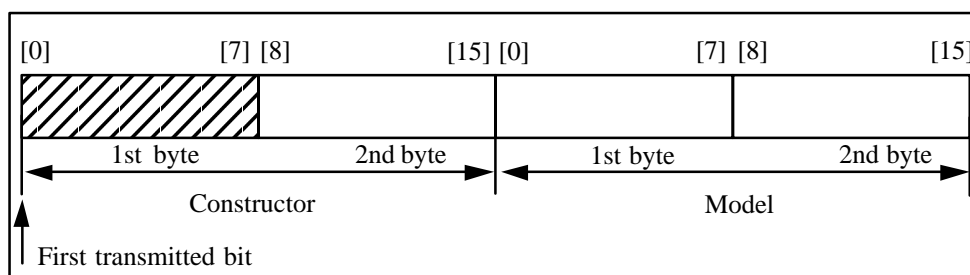 [0] [7] [8] [15] [0] [7] [8] [15]
1st byte 2nd byte 1st byte 2nd byte
Constructor Model
First transmitted bit